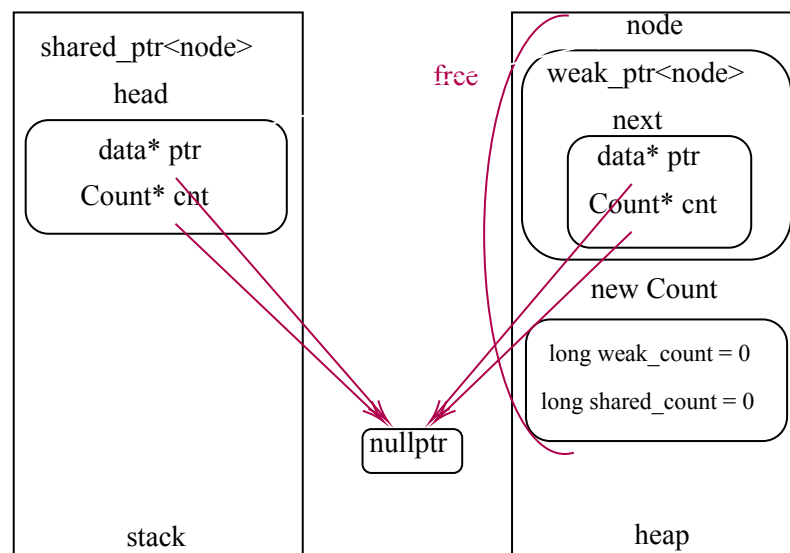 shared_ptr<node>
head
data* ptr
Count* cnt
stack
free
nullptr
node
weak_ptr<node>
next
data* ptr
Count* cnt
new Count
long weak_count = 0
long shared_count = 0
heap